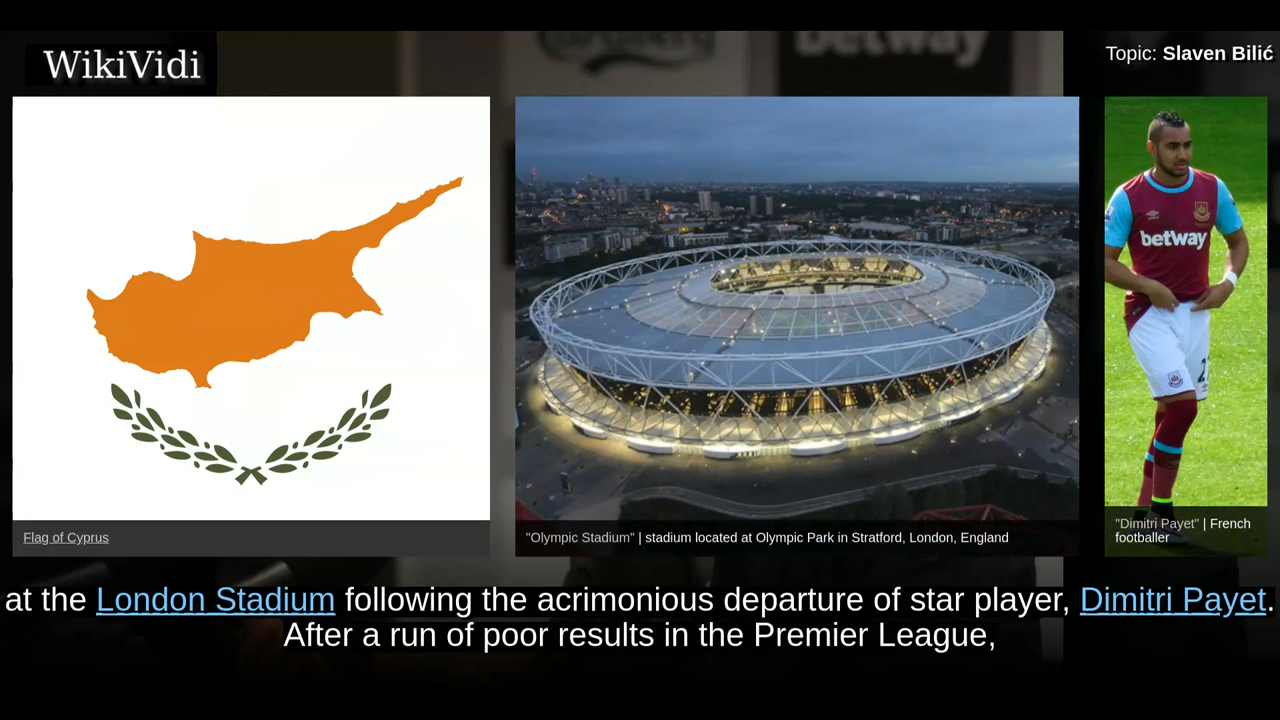 betway
WikiVidi
Topic: Slaven Bilić
betway
Flag of Cyprus
"Olympic Stadium" | stadium located at Olympic Park in Stratford, London, England
"Dimitri Payet" | French
footballer
at the London Stadium following the acrimonious departure of star player, Dimitri Payet.
After a run of poor results in the Premier League,